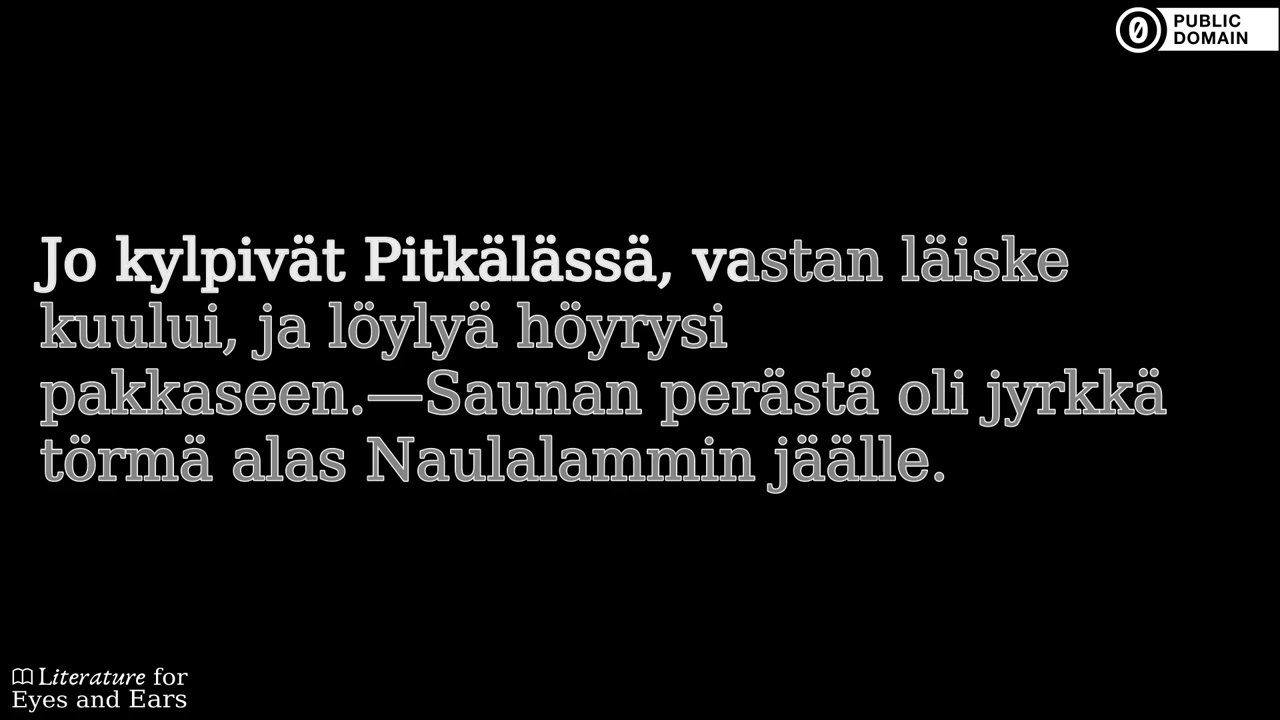 PUBLIC
DOMAIN
Jo kylpivät Pitkälässä, vastan läiske
kuului, ja löylyä höyrysi
pakkaseen.—Saunan perästä oli jyrkkä
törmä alas Naulalammin jäälle.
Literature for
Eyes and Ears